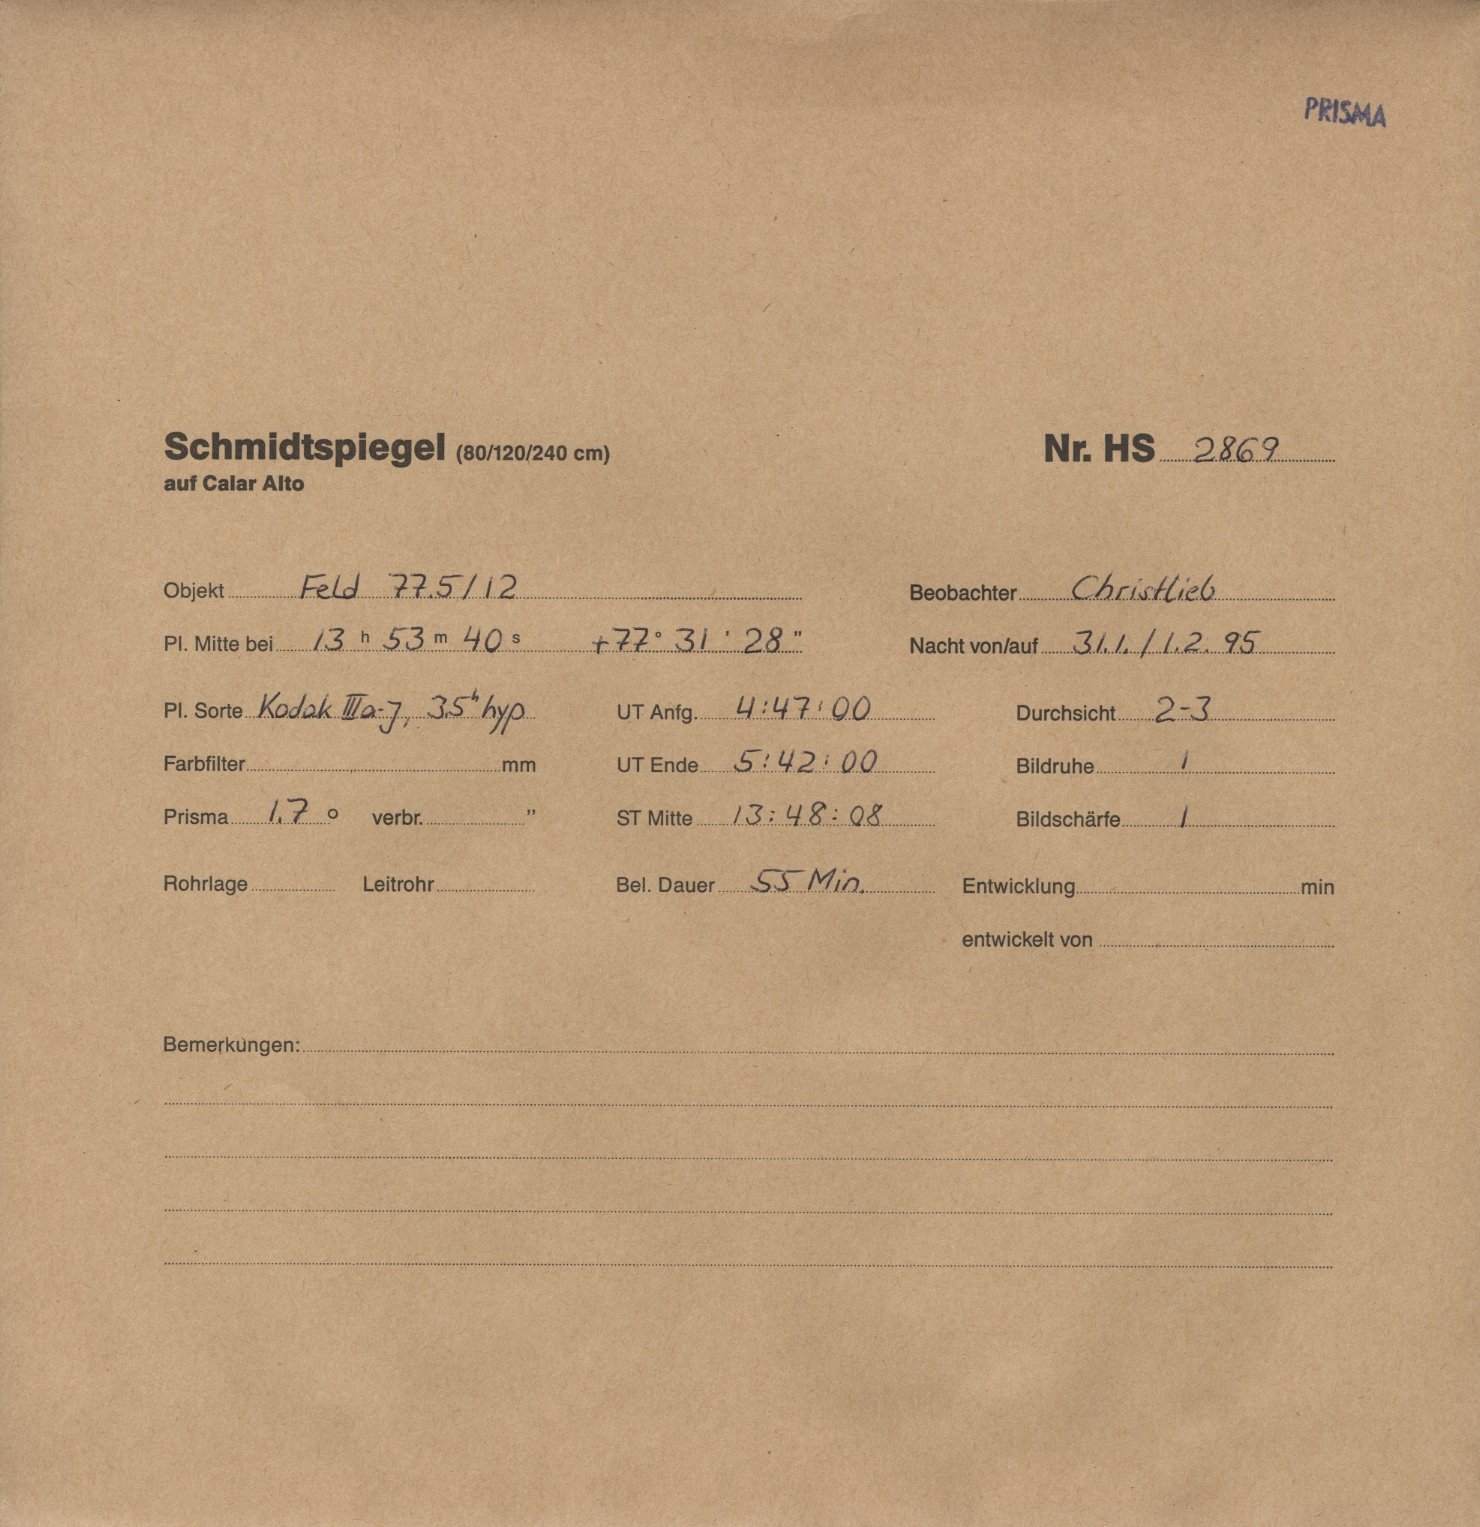 PRISMA
Schmidtspiegel (80/120/240 cm) Nr. HS 2869
auf Calar Alto
Objekt Feld 77.5/12 Beobachter Christlieb
Pl. Mitte bei 13 h 53 m 40 s +77° 31 ' 28 " Nacht von/auf 31.1./1.2.95
Pl. Sorte Kodak IIIa-J, 3.5h hyp UT Anfg. 4:47:00 Durchsicht 2-3
Farbfilter mm UT Ende 5:42:00 Bildruhe 1
Prisma 1.7 ° verbr. " ST Mitte 13:48:08 Bildschärfe 1
Rohrlage Leitrohr Bel. Dauer 55 Min. Entwicklung min
entwickelt von
Bemerkungen: